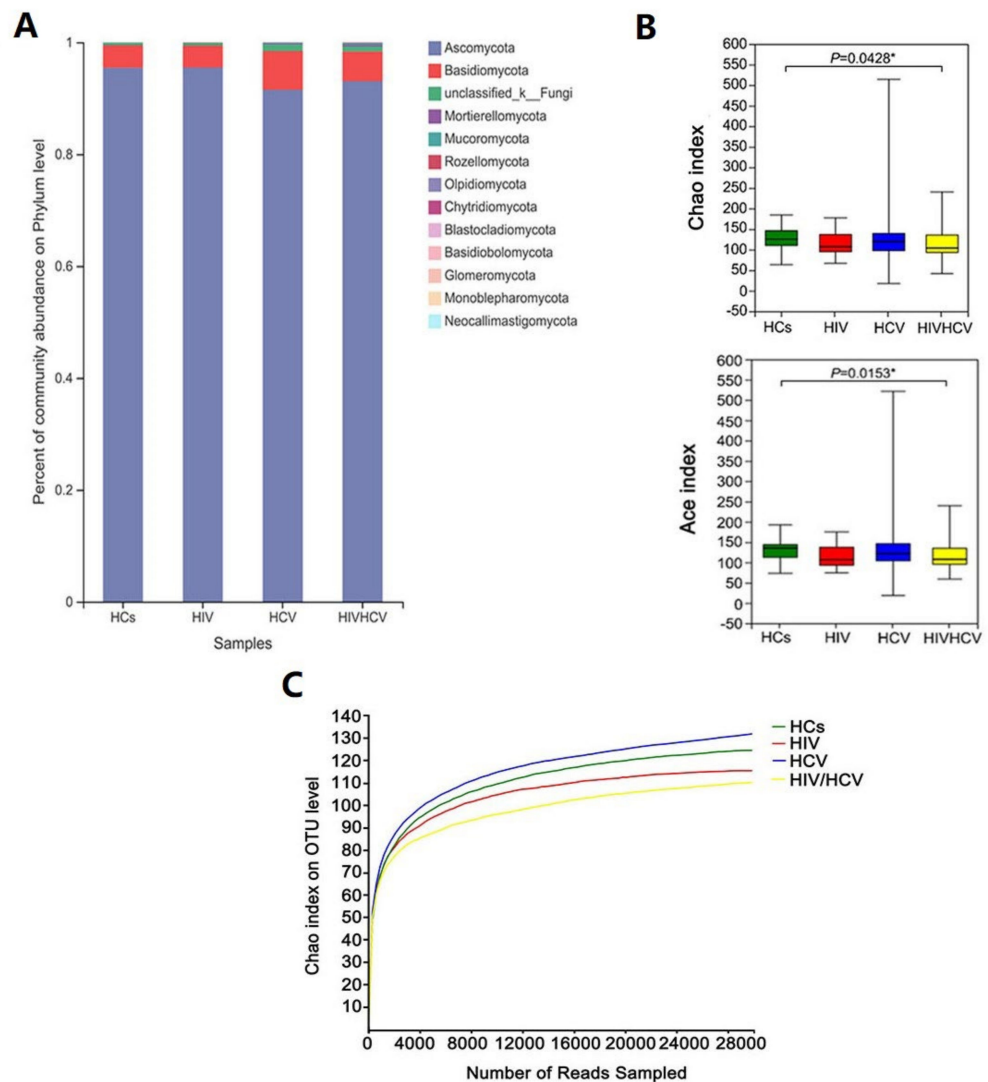 A
Percent of community abundance on Phylum level
1
0.8
0.6
0.4
0.2
0
HCs HIV HCV HIVHCV
Samples
Ascomycota
Basidiomycota
unclassified_k__Fungi
Mortierellomycota
Mucoromycota
Rozellomycota
Olpidiomycota
Chytridiomycota
Blastocladiomycota
Basidiobolomycota
Glomeromycota
Monoblepharomycota
Neocallimastigomycota
B
Chao index
600
550
500
450
400
350
300
250
200
150
100
50
0
-50
P=0.0428*
HCs HIV HCV HIVHCV
Ace index
600
550
500
450
400
350
300
250
200
150
100
50
0
-50
P=0.0153*
HCs HIV HCV HIVHCV
C
Chao index on OTU level
140
130
120
110
100
90
80
70
60
50
40
30
20
10
0 4000 8000 12000 16000 20000 24000 28000
Number of Reads Sampled
HCs
HIV
HCV
HIV/HCV